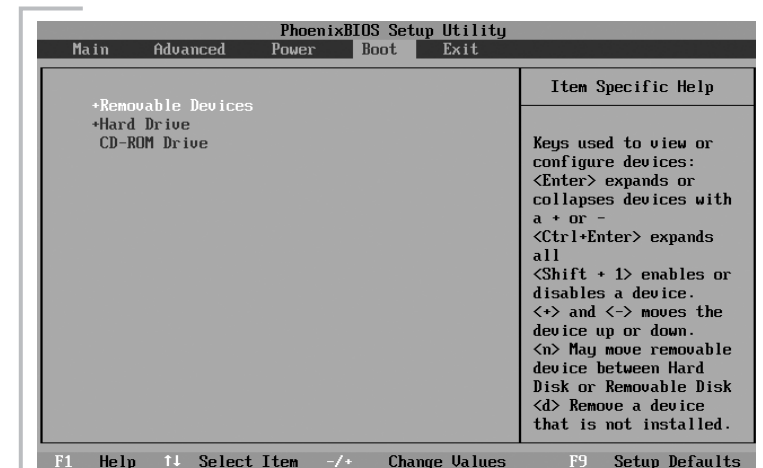 PhoenixBIOS Setup Utility
Main Advanced Power Boot Exit
+Removable Devices
+Hard Drive
CD-ROM Drive
Item Specific Help
Keys used to view or
configure devices:
<Enter> expands or
collapses devices with
a + or -
<Ctrl+Enter> expands
all
<Shift + 1> enables or
disables a device.
<+> and <-> moves the
device up or down.
<n> May move removable
device between Hard
Disk or Removable Disk
<d> Remove a device
that is not installed.
F1 Help ↑↓ Select Item -/+ Change Values F9 Setup Defaults